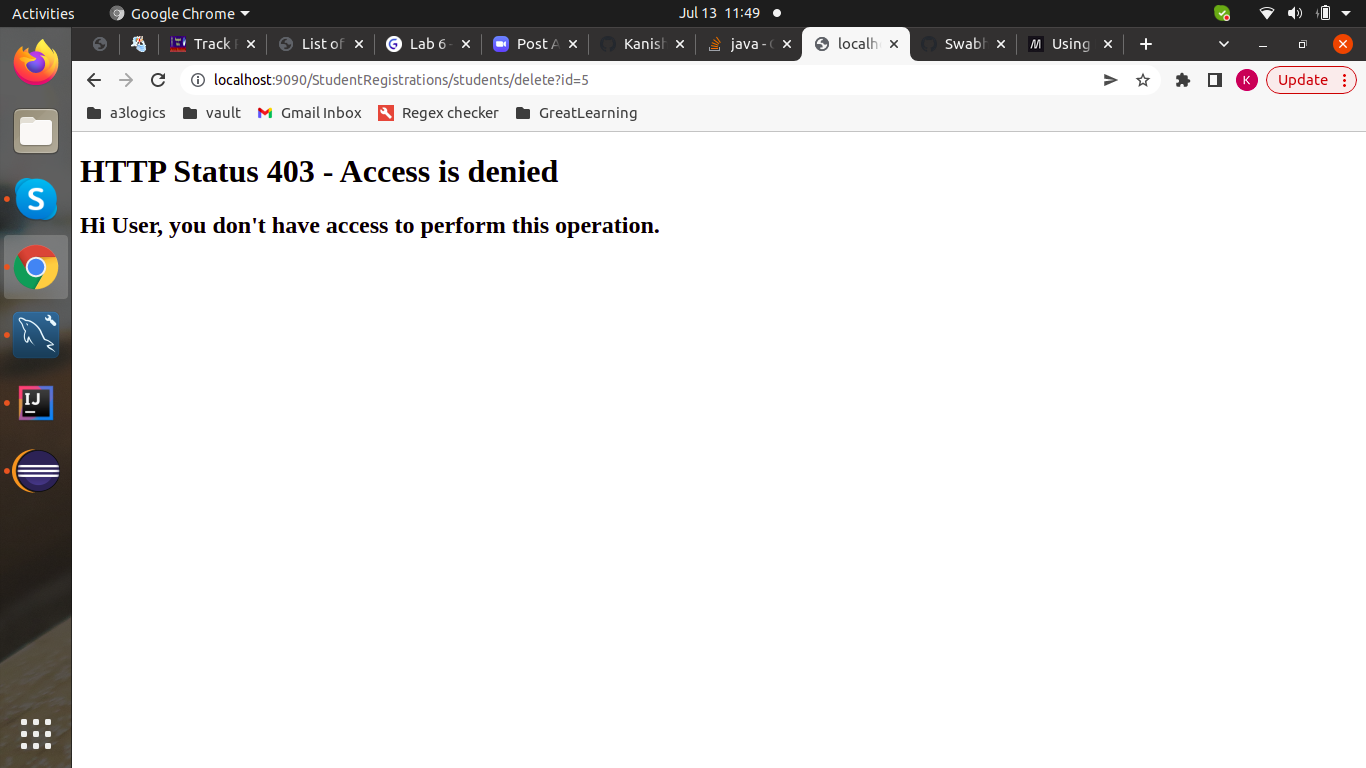 Activities Google Chrome Jul 13 11:49
Track List of Lab 6 - Post A Kanish java - localh Swabh Using
localhost:9090/StudentRegistrations/students/delete?id=5 K Update
a3logics vault Gmail Inbox Regex checker GreatLearning
HTTP Status 403 - Access is denied
Hi User, you don't have access to perform this operation.
S
IJ